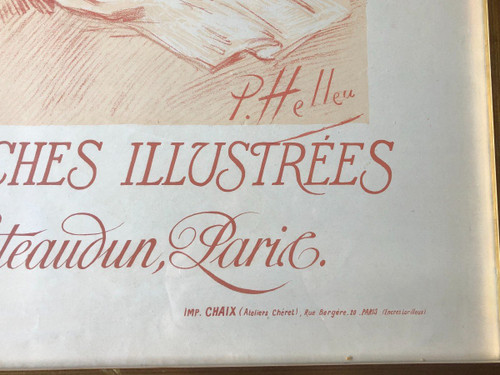 P. Helleu
CHES ILLUSTRÉES
teaudun, Paris.
IMP. CHAIX (Ateliers Chéret), Rue Bergère, 20 . PARIS (Encres Lorilleux)